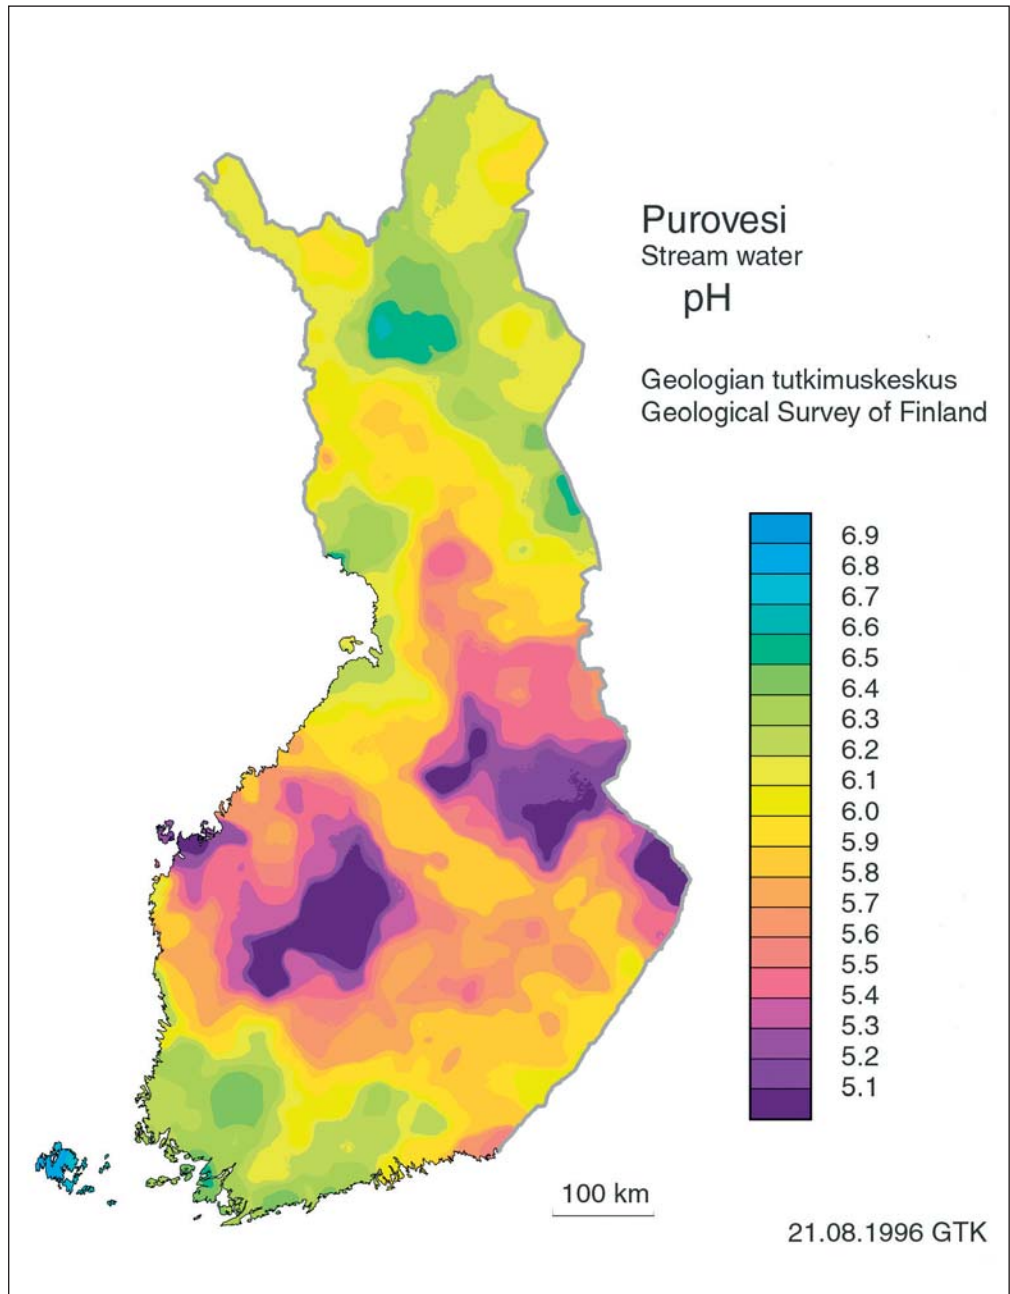 Purovesi
Stream water
pH
Geologian tutkimuskeskus
Geological Survey of Finland
6.9
6.8
6.7
6.6
6.5
6.4
6.3
6.2
6.1
6.0
5.9
5.8
5.7
5.6
5.5
5.4
5.3
5.2
5.1
100 km
21.08.1996 GTK